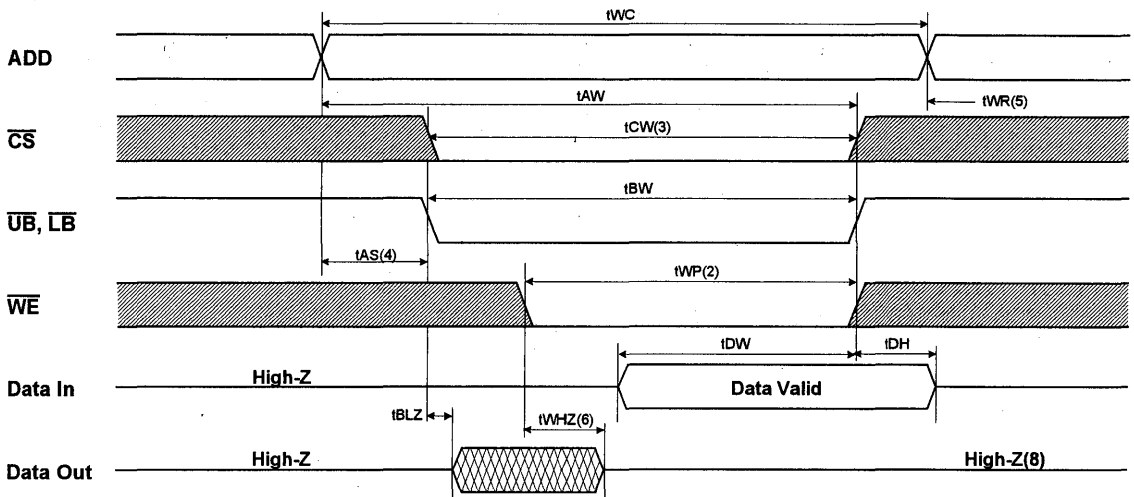 tWC
ADD
tAW
tWR(5)
CS
tCW(3)
UB, LB
tBW
tAS(4)
tWP(2)
WE
tDW
tDH
Data In
High-Z
Data Valid
tBLZ
tWHZ(6)
Data Out
High-Z
High-Z(8)